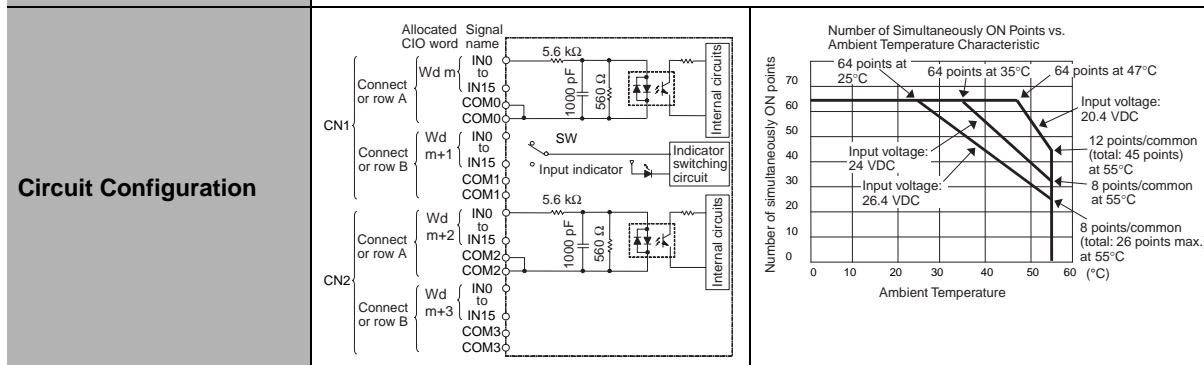 Circuit Configuration
Allocated Signal
CIO word name
CN1
Connect
or row A
Wd m
IN0
to
IN15
COM0
COM0
5.6 kΩ
1000 pF
560 Ω
Internal circuits
Connect
or row B
Wd
m+1
IN0
to
IN15
COM1
COM1
SW
Input indicator
Indicator
switching
circuit
CN2
Connect
or row A
Wd
m+2
IN0
to
IN15
COM2
COM2
5.6 kΩ
1000 pF
560 Ω
Internal circuits
Connect
or row B
Wd
m+3
IN0
to
IN15
COM3
COM3
Number of Simultaneously ON Points vs.
Ambient Temperature Characteristic
64 points at
25°C
64 points at 35°C
64 points at 47°C
Number of simultaneously ON points
70
60
50
40
30
20
10
0
Input voltage:
20.4 VDC
12 points/common
(total: 45 points)
at 55°C
Input voltage:
24 VDC
8 points/common
at 55°C
Input voltage:
26.4 VDC
8 points/common
(total: 26 points max.)
at 55°C
0 10 20 30 40 50 60
(°C)
Ambient Temperature